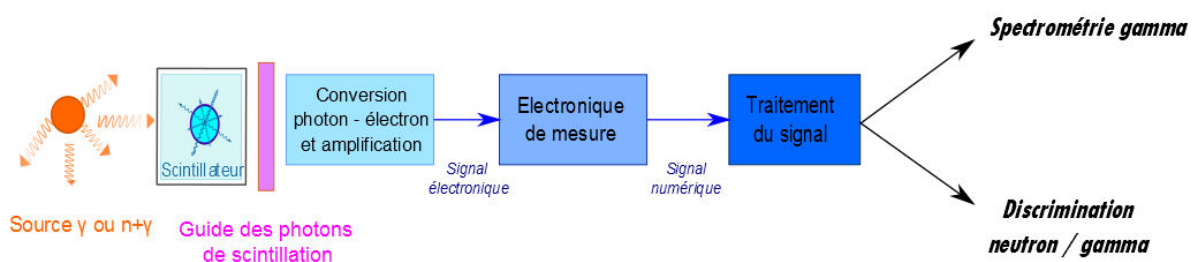 Source γ ou n+γ
Scintillateur
Guide des photons
de scintillation
Conversion
photon - électron
et amplification
Signal
électronique
Electronique
de mesure
Signal
numérique
Traitement
du signal
Spectrométrie gamma
Discrimination
neutron / gamma